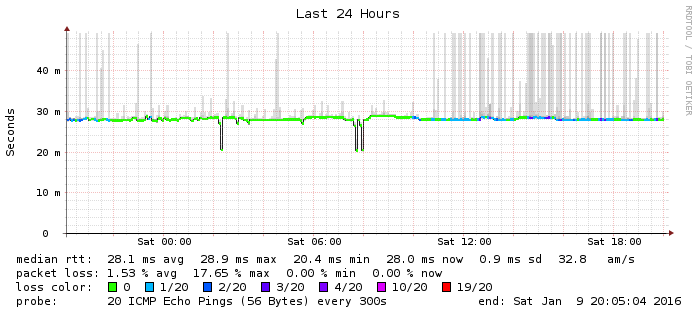 Last 24 Hours
RRDTOOL / TOBI OETIKER
Seconds
40 m
30 m
20 m
10 m
0
Sat 00:00 Sat 06:00 Sat 12:00 Sat 18:00
median rtt: 28.1 ms avg 28.9 ms max 20.4 ms min 28.0 ms now 0.9 ms sd 32.8 am/s
packet loss: 1.53 % avg 17.65 % max 0.00 % min 0.00 % now
loss color: 0 1/20 2/20 3/20 4/20 10/20 19/20
probe: 20 ICMP Echo Pings (56 Bytes) every 300s end: Sat Jan 9 20:05:04 2016